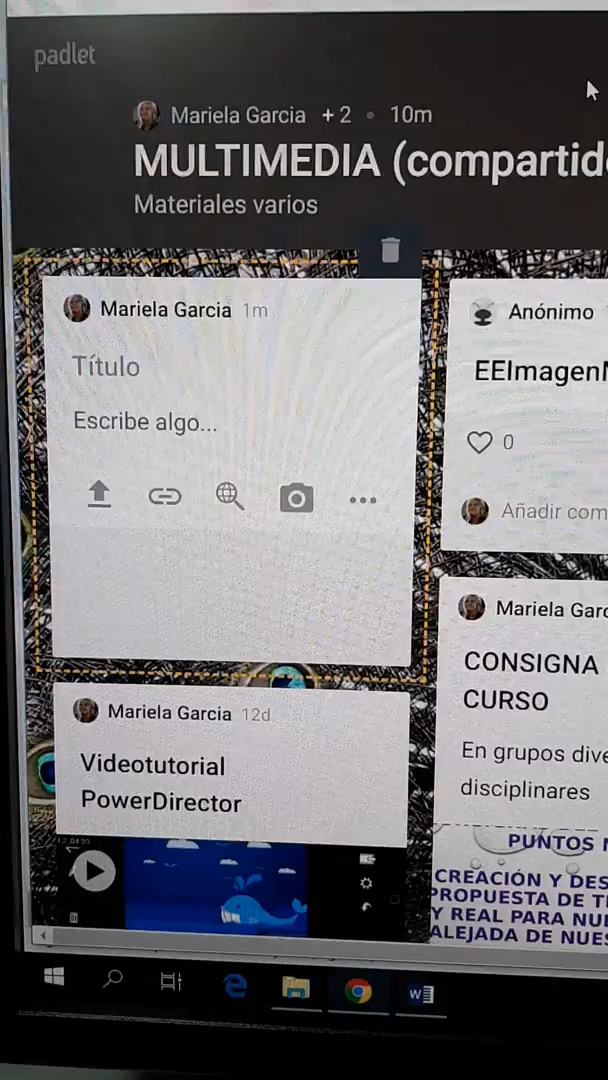 padlet
Mariela Garcia +2 • 10m
MULTIMEDIA (compartid
Materiales varios
Mariela Garcia 1m
Título
Escribe algo...
Mariela Garcia 12d
Videotutorial
PowerDirector
Anónimo
EEImagen
0
Añadir com
Mariela Garc
CONSIGNA
CURSO
En grupos dive
disciplinares
PUNTOS
CREACIÓN Y DES
PROPUESTA DE T
Y REAL PARA NU
ALEJADA DE NUES